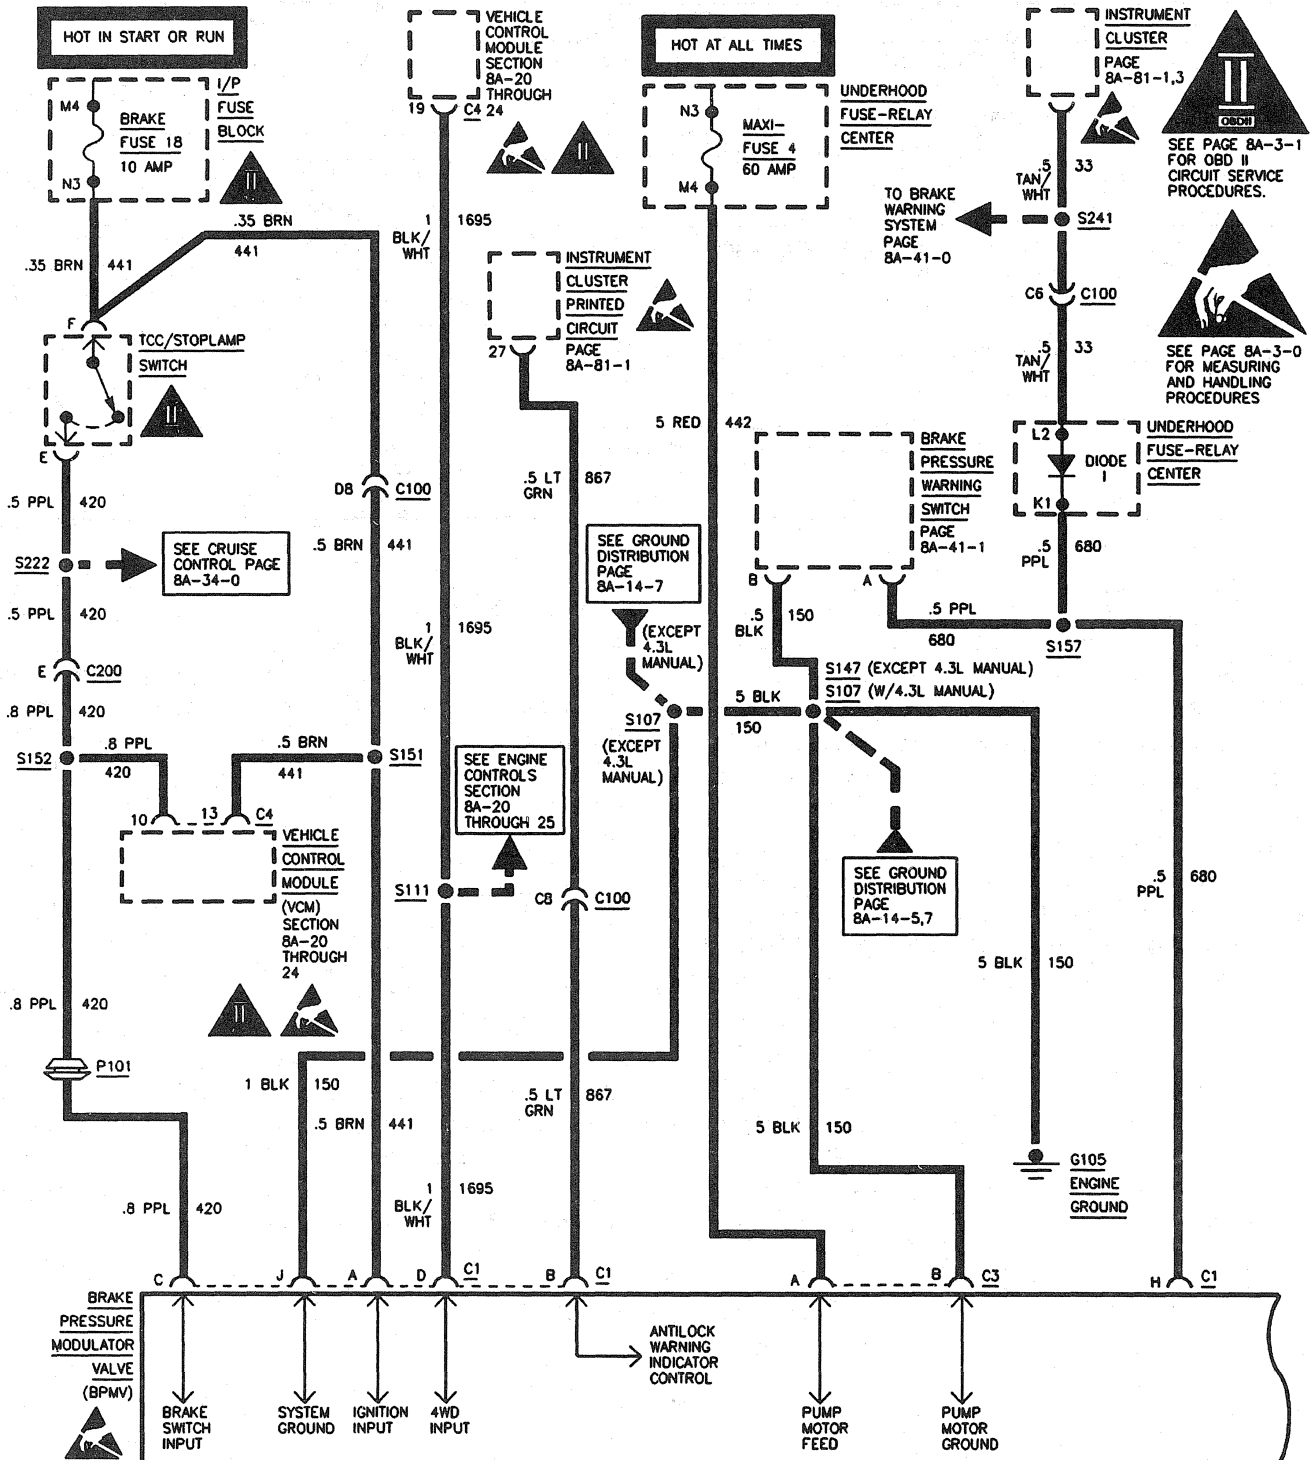 HOT IN START OR RUN
M4
BRAKE
FUSE 18
10 AMP
N3
I/P
FUSE
BLOCK
II
.35 BRN
441
.35 BRN
441
F
TCC/STOPLAMP
SWITCH
II
E
.5 PPL
420
S222
SEE CRUISE
CONTROL PAGE
8A-34-0
.5 PPL
420
E
C200
.8 PPL
420
S152
.8 PPL
420
.5 BRN
441
S151
10
13
C4
VEHICLE
CONTROL
MODULE
(VCM)
SECTION
8A-20
THROUGH
24
II
.8 PPL
420
P101
.8 PPL
420
D8
C100
.5 BRN
441
1 BLK
150
.5 BRN
441
VEHICLE
CONTROL
MODULE
SECTION
8A-20
THROUGH
24
19
C4
II
1
BLK/
WHT
1695
INSTRUMENT
CLUSTER
PRINTED
CIRCUIT
PAGE
8A-81-1
27
.5 LT
GRN
867
1
BLK/
WHT
1695
SEE ENGINE
CONTROLS
SECTION
8A-20
THROUGH 25
S111
C8
C100
.5 LT
GRN
867
1
BLK/
WHT
1695
HOT AT ALL TIMES
N3
MAXI-
FUSE 4
60 AMP
M4
UNDERHOOD
FUSE-RELAY
CENTER
5 RED
442
SEE GROUND
DISTRIBUTION
PAGE
8A-14-7
(EXCEPT
4.3L
MANUAL)
S107
(EXCEPT
4.3L
MANUAL)
5 BLK
150
BRAKE
PRESSURE
WARNING
SWITCH
PAGE
8A-41-1
B
A
.5
BLK
150
.5 PPL
680
S157
S147 (EXCEPT 4.3L MANUAL)
S107 (W/4.3L MANUAL)
SEE GROUND
DISTRIBUTION
PAGE
8A-14-5,7
5 BLK
150
5 BLK
150
G105
ENGINE
GROUND
INSTRUMENT
CLUSTER
PAGE
8A-81-1,3
II
OBDII
SEE PAGE 8A-3-1
FOR OBD II
CIRCUIT SERVICE
PROCEDURES.
.5
TAN/
WHT
33
TO BRAKE
WARNING
SYSTEM
PAGE
8A-41-0
S241
C6
C100
.5
TAN/
WHT
33
SEE PAGE 8A-3-0
FOR MEASURING
AND HANDLING
PROCEDURES
L2
DIODE
1
K1
UNDERHOOD
FUSE-RELAY
CENTER
.5
PPL
680
.5
PPL
680
C
J
A
D
C1
B
C1
A
B
C3
H
C1
BRAKE
PRESSURE
MODULATOR
VALVE
(BPMV)
BRAKE
SWITCH
INPUT
SYSTEM
GROUND
IGNITION
INPUT
4WD
INPUT
ANTILOCK
WARNING
INDICATOR
CONTROL
PUMP
MOTOR
FEED
PUMP
MOTOR
GROUND